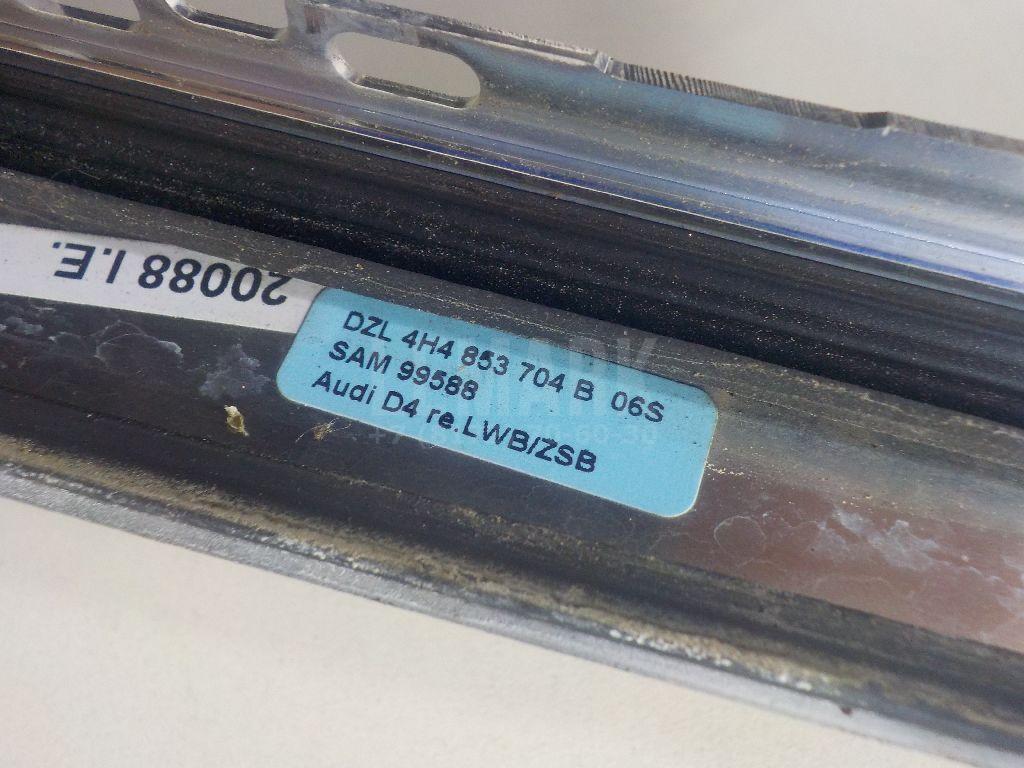 20088 I.E.
DZL 4H4 853 704 B 06S
SAM 99588
Audi D4 re.LWB/ZSB